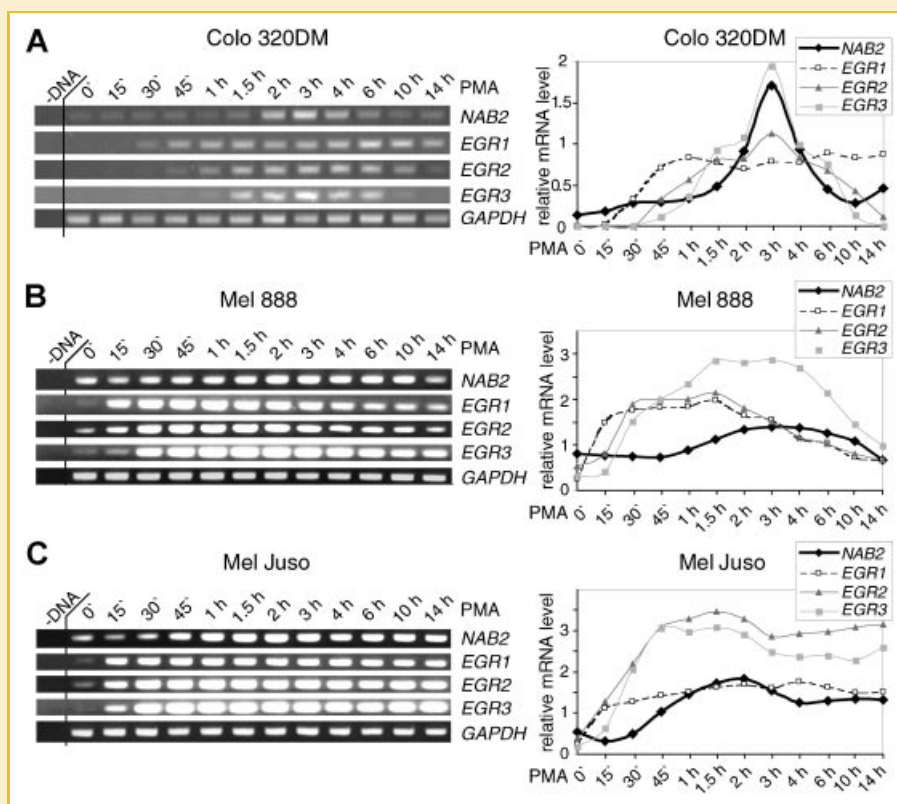 A
Colo 320DM
-DNA 0` 15` 30` 45` 1 h 1.5 h 2 h 3 h 4 h 6 h 10 h 14 h PMA
NAB2
EGR1
EGR2
EGR3
GAPDH
Colo 320DM
NAB2
EGR1
EGR2
EGR3
relative mRNA level
2
1.5
1
0.5
0
PMA 0` 15` 30` 45` 1 h 1.5 h 2 h 3 h 4 h 6 h 10 h 14 h
B
Mel 888
-DNA 0` 15` 30` 45` 1 h 1.5 h 2 h 3 h 4 h 6 h 10 h 14 h PMA
NAB2
EGR1
EGR2
EGR3
GAPDH
Mel 888
NAB2
EGR1
EGR2
EGR3
relative mRNA level
3
2
1
0
PMA 0` 15` 30` 45` 1 h 1.5 h 2 h 3 h 4 h 6 h 10 h 14 h
C
Mel Juso
-DNA 0` 15` 30` 45` 1 h 1.5 h 2 h 3 h 4 h 6 h 10 h 14 h PMA
NAB2
EGR1
EGR2
EGR3
GAPDH
Mel Juso
NAB2
EGR1
EGR2
EGR3
relative mRNA level
3
2
1
0
PMA 0` 15` 30` 45` 1 h 1.5 h 2 h 3 h 4 h 6 h 10 h 14 h